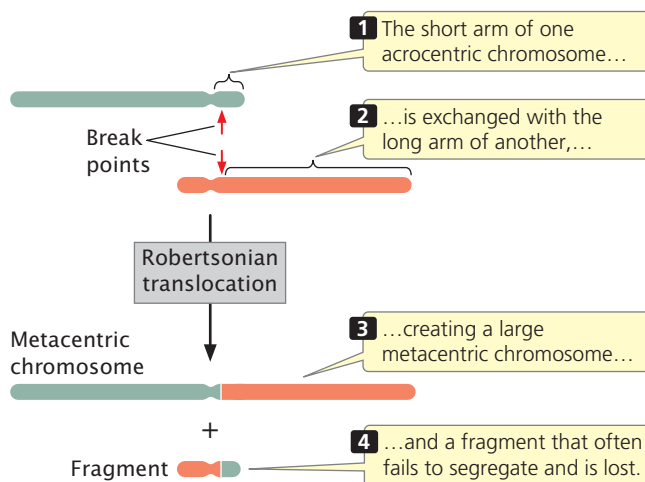 1 The short arm of one
acrocentric chromosome…
2 …is exchanged with the
long arm of another,…
Break
points
Robertsonian
translocation
3 …creating a large
metacentric chromosome…
Metacentric
chromosome
+
4 …and a fragment that often
fails to segregate and is lost.
Fragment